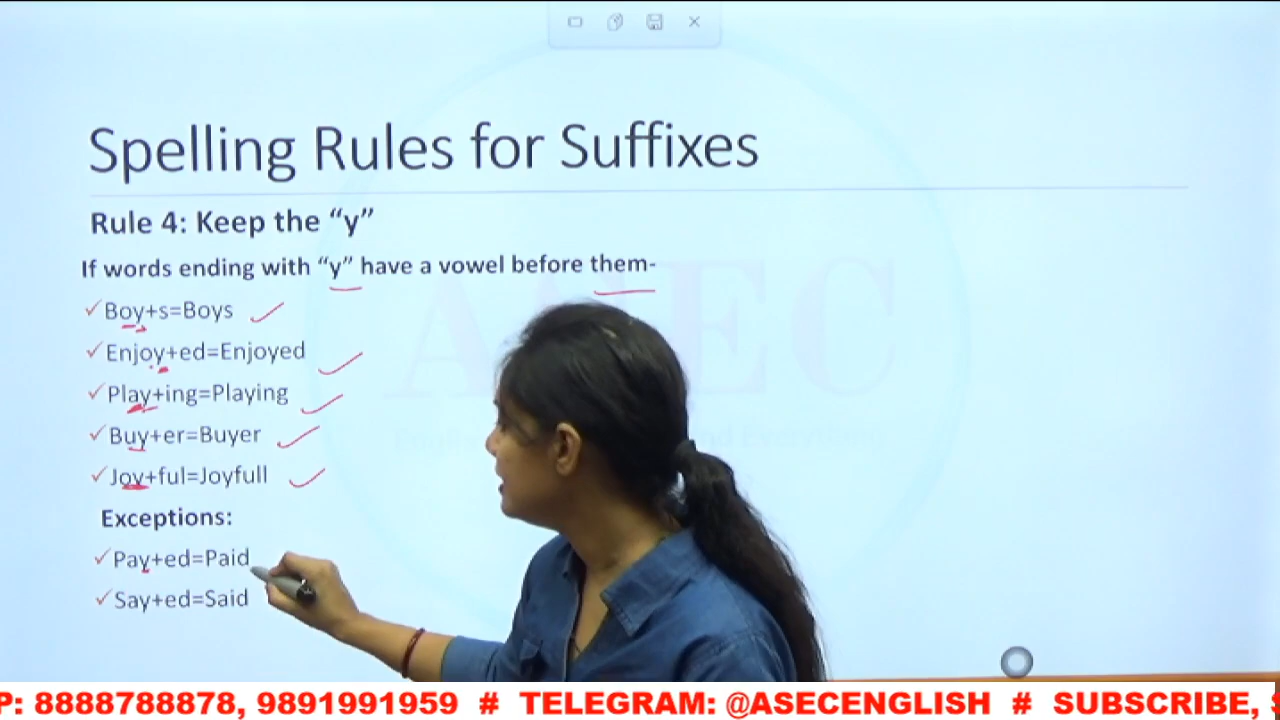 Spelling Rules for Suffixes
Rule 4: Keep the “y”
If words ending with “y” have a vowel before them-
✓Boy+s=Boys
✓Enjoy+ed=Enjoyed
✓Play+ing=Playing
✓Buy+er=Buyer
✓Joy+ful=Joyfull
Exceptions:
✓Pay+ed=Paid
✓Say+ed=Said
P: 8888788878, 9891991959 # TELEGRAM: @ASECENGLISH # SUBSCRIBE,